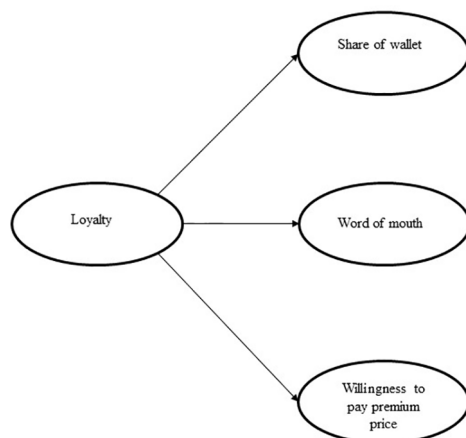 Share of wallet
Loyalty
Word of mouth
Willingness to
pay premium
price